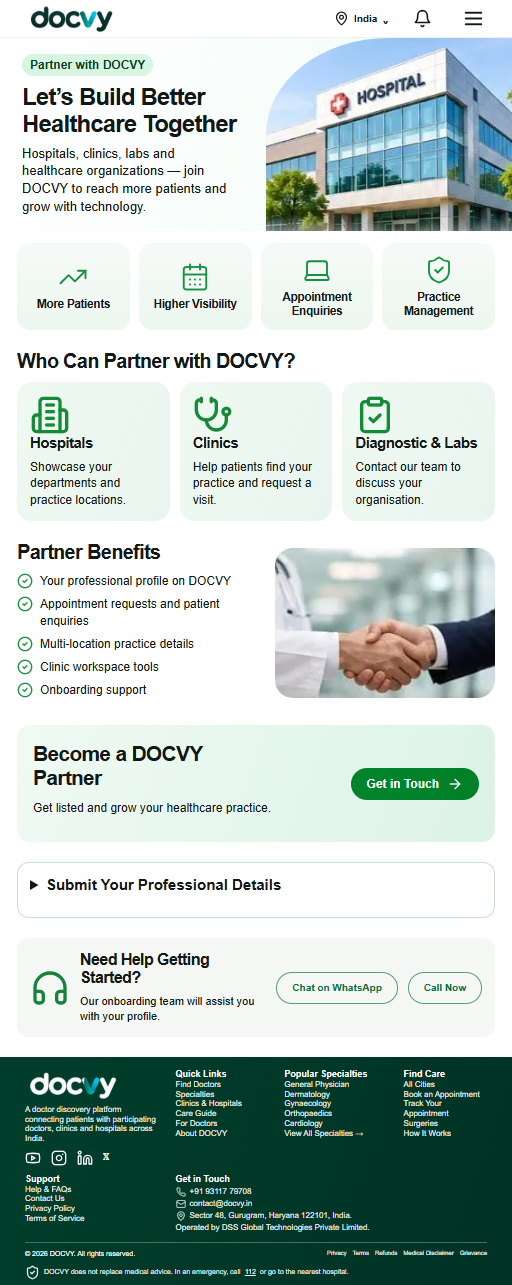 docvy
India
Partner with DOCVY
Let's Build Better
Healthcare Together
Hospitals, clinics, labs and
healthcare organizations — join
DOCVY to reach more patients and
grow with technology.
HOSPITAL
More Patients
Higher Visibility
Appointment
Enquiries
Practice
Management
Who Can Partner with DOCVY?
Hospitals
Showcase your
departments and
practice locations.
Clinics
Help patients find your
practice and request a
visit.
Diagnostic & Labs
Contact our team to
discuss your
organisation.
Partner Benefits
Your professional profile on DOCVY
Appointment requests and patient
enquiries
Multi-location practice details
Clinic workspace tools
Onboarding support
Become a DOCVY
Partner
Get listed and grow your healthcare practice.
Get in Touch →
▶ Submit Your Professional Details
Need Help Getting
Started?
Our onboarding team will assist you
with your profile.
Chat on WhatsApp
Call Now
docvy
A doctor discovery platform
connecting patients with participating
doctors, clinics and hospitals across
India.
X
Quick Links
Find Doctors
Specialties
Clinics & Hospitals
Care Guide
For Doctors
About DOCVY
Popular Specialties
General Physician
Dermatology
Gynaecology
Orthopaedics
Cardiology
View All Specialties →
Find Care
All Cities
Book an Appointment
Track Your
Appointment
Surgeries
How It Works
Support
Help & FAQs
Contact Us
Privacy Policy
Terms of Service
Get in Touch
+91 93117 79708
contact@docvy.in
Sector 48, Gurugram, Haryana 122101, India.
Operated by DSS Global Technologies Private Limited.
© 2026 DOCVY. All rights reserved.
Privacy Terms Refunds Medical Disclaimer Grievance
DOCVY does not replace medical advice. In an emergency, call 112 or go to the nearest hospital.